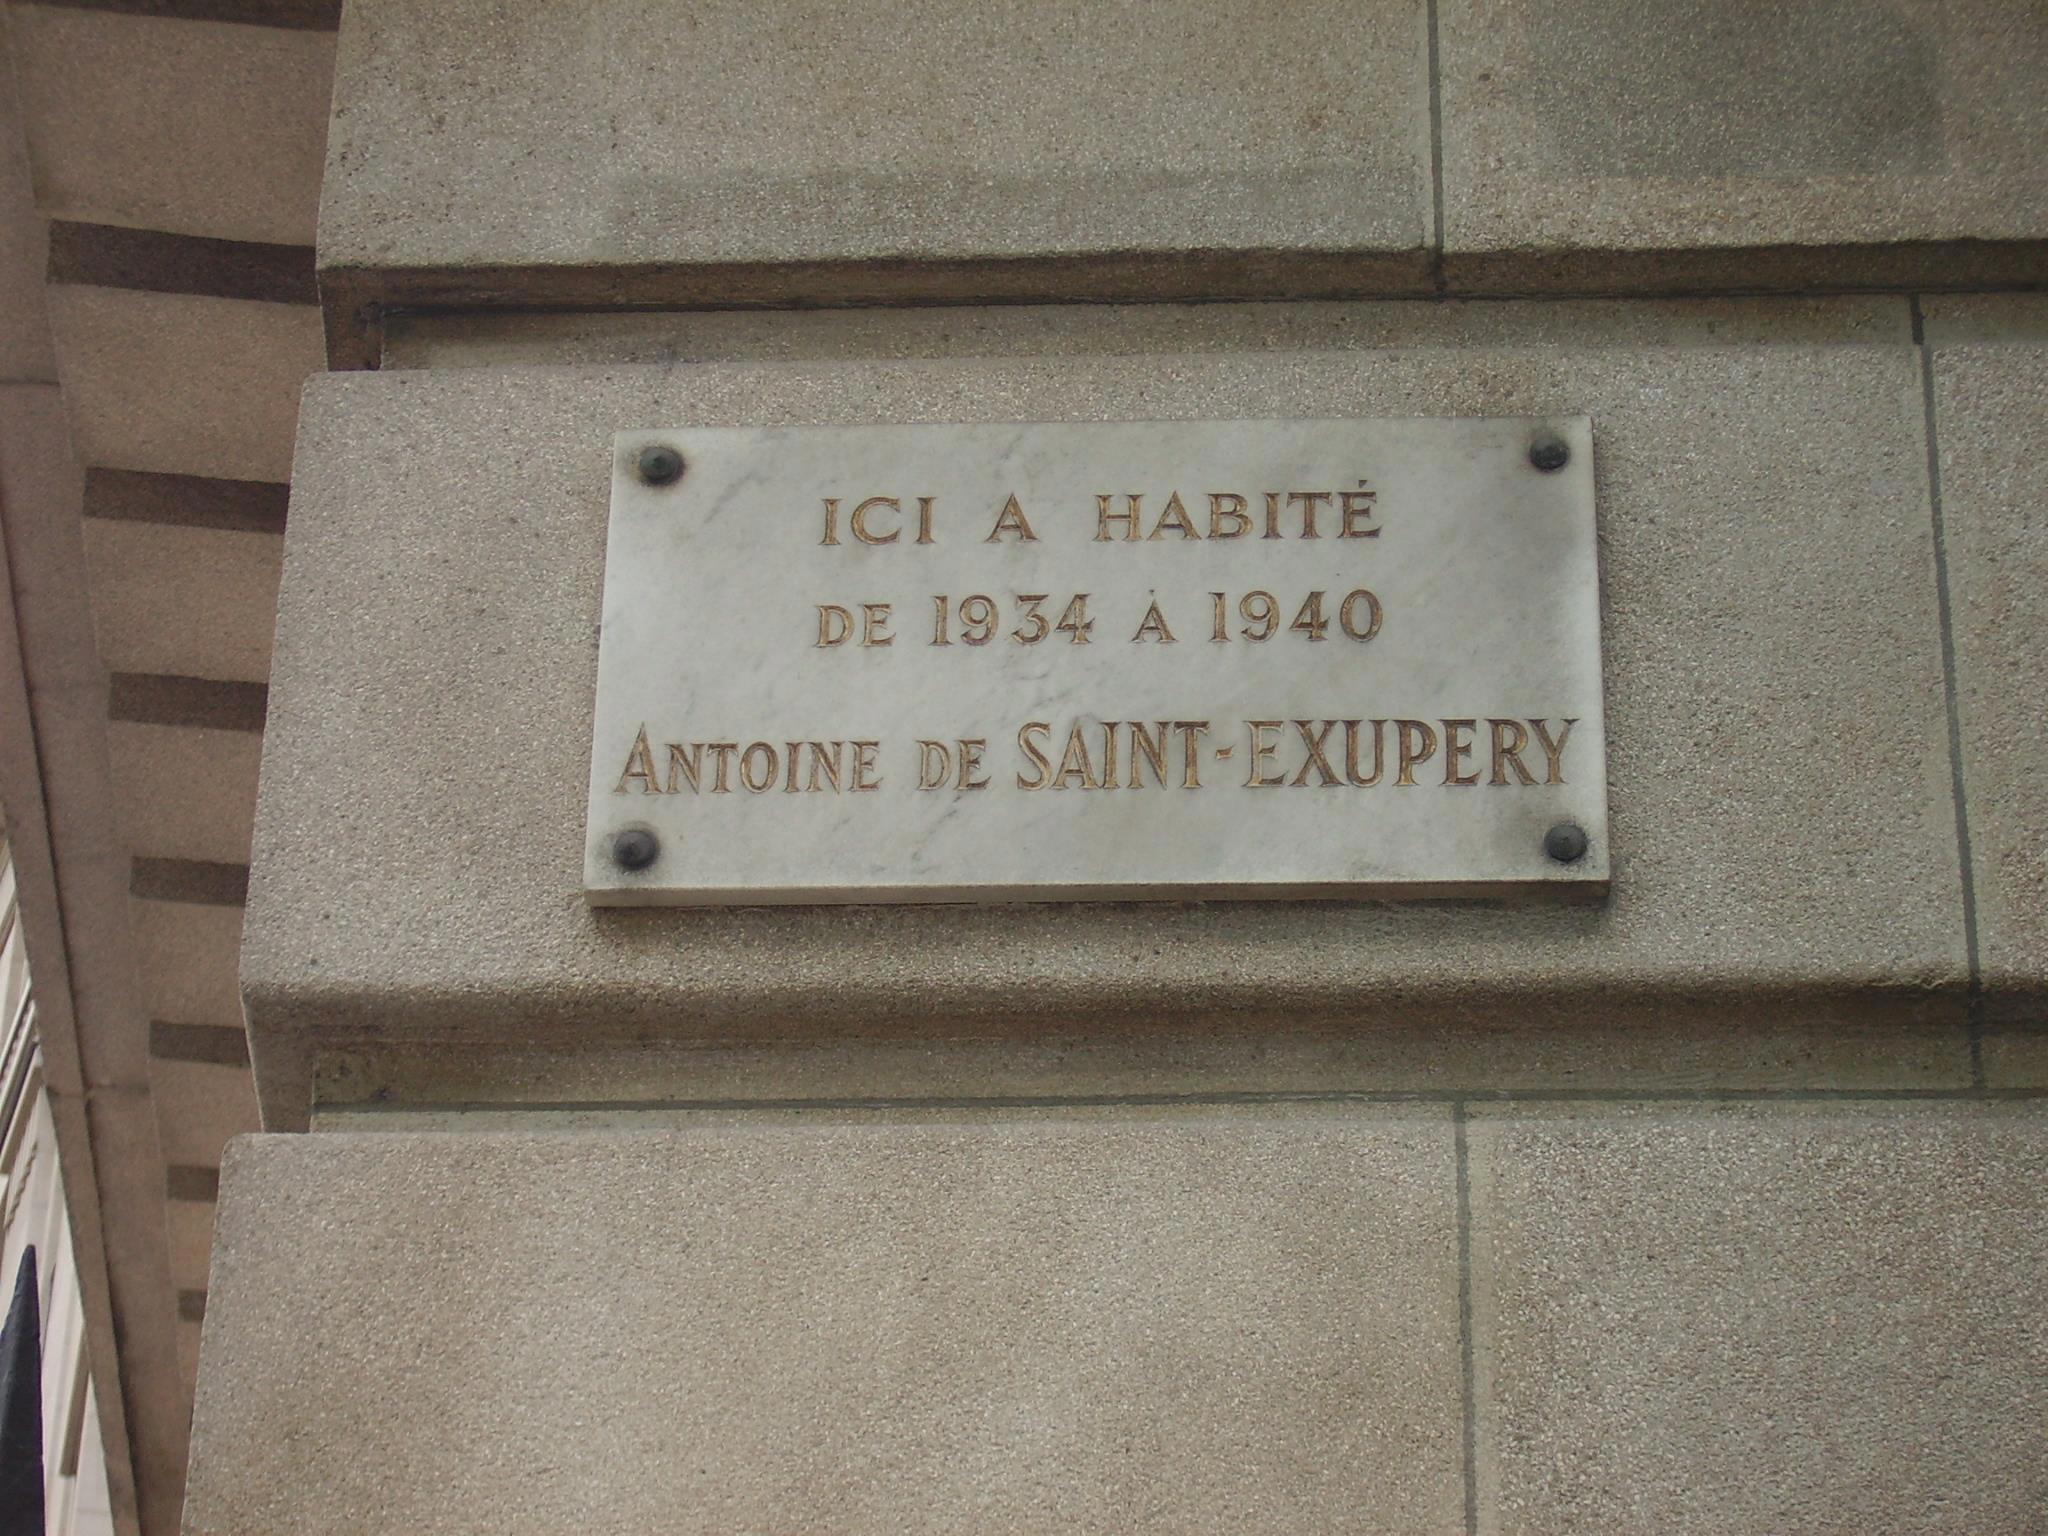 ICI A HABITÉ
DE 1934 À 1940
ANTOINE DE SAINT-EXUPERY